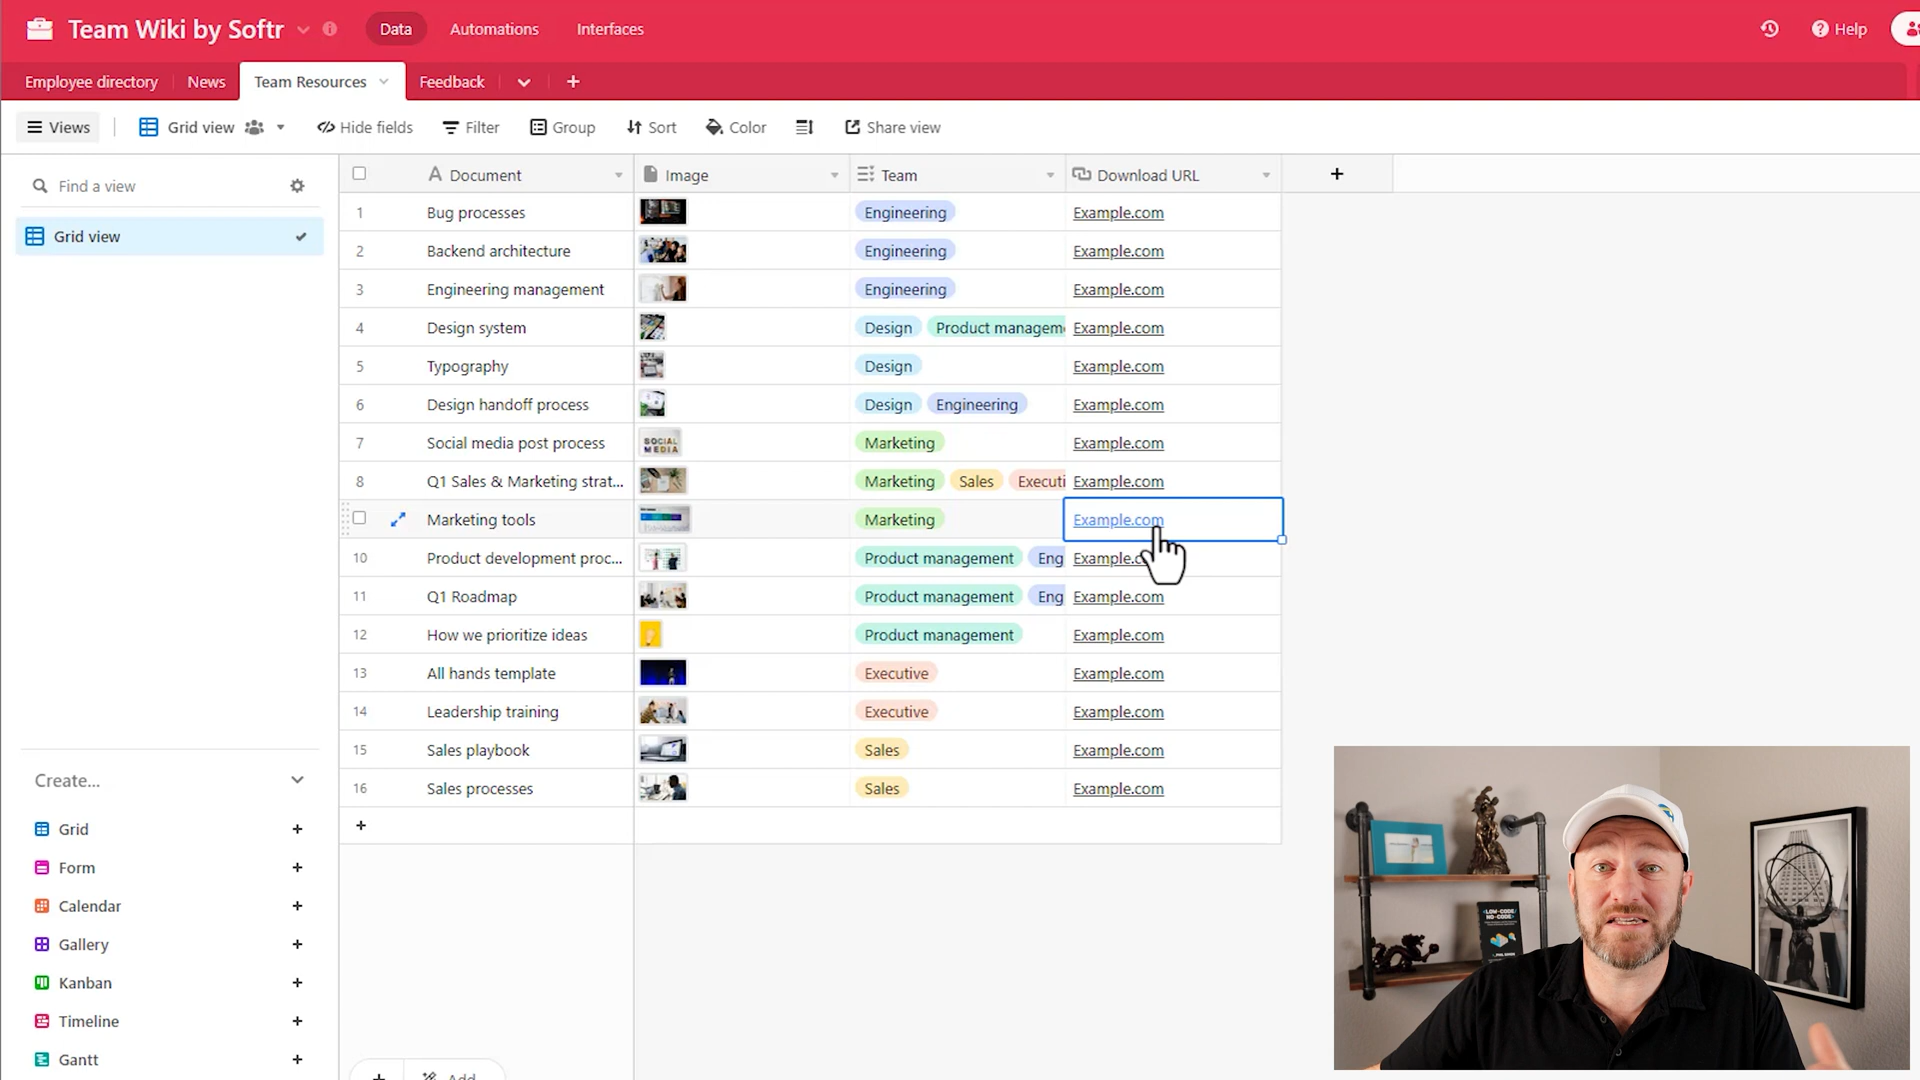 Team Wiki by Softr
Data
Automations
Interfaces
Help
Employee directory
News
Team Resources
Feedback
Views
Grid view
Hide fields
Filter
Group
Sort
Color
Share view
Find a view
Grid view
Document Image Team Download URL
1 Bug processes Engineering Example.com
2 Backend architecture Engineering Example.com
3 Engineering management Engineering Example.com
4 Design system Design Product managem Example.com
5 Typography Design Example.com
6 Design handoff process Design Engineering Example.com
7 Social media post process SOCIAL MEDIA Marketing Example.com
8 Q1 Sales & Marketing strat... Marketing Sales Executi Example.com
Marketing tools Marketing Example.com
10 Product development proc... Product management Eng Example.c
11 Q1 Roadmap Product management Eng Example.com
12 How we prioritize ideas Product management Example.com
13 All hands template Executive Example.com
14 Leadership training Executive Example.com
15 Sales playbook Sales Example.com
16 Sales processes Sales Example.com
Create...
Grid
Form
Calendar
Gallery
Kanban
Timeline
Gantt
Add
LOW-CODE/
NO-CODE